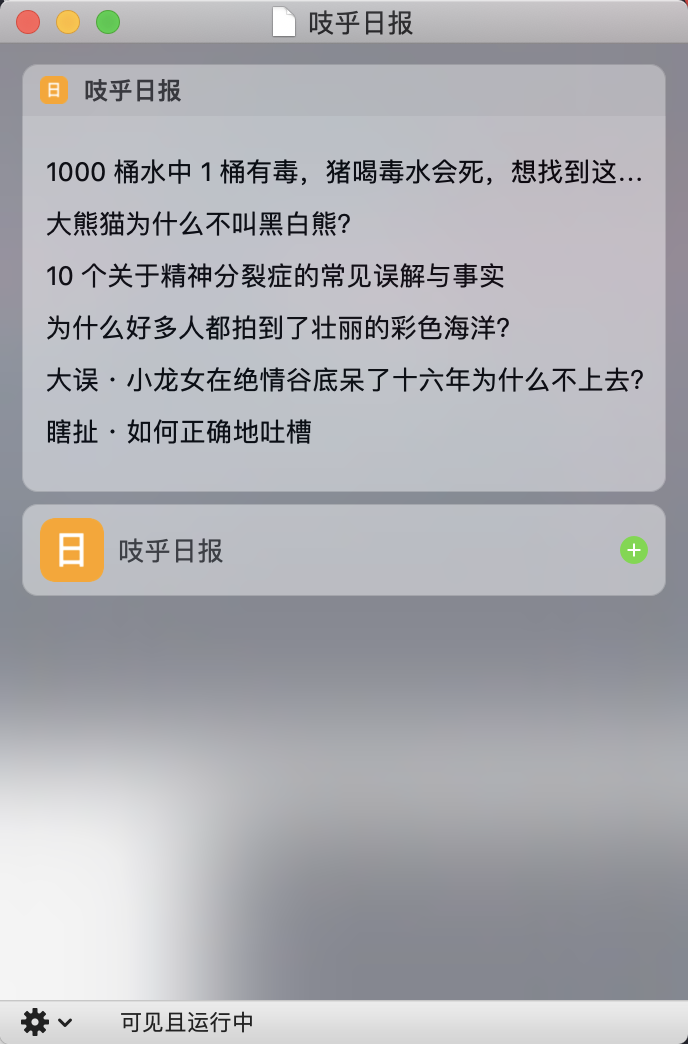 吱乎日报
日 吱乎日报
1000 桶水中 1 桶有毒，猪喝毒水会死，想找到这…
大熊猫为什么不叫黑白熊？
10 个关于精神分裂症的常见误解与事实
为什么好多人都拍到了壮丽的彩色海洋？
大误 · 小龙女在绝情谷底呆了十六年为什么不上去？
瞎扯 · 如何正确地吐槽
日 吱乎日报
可见且运行中